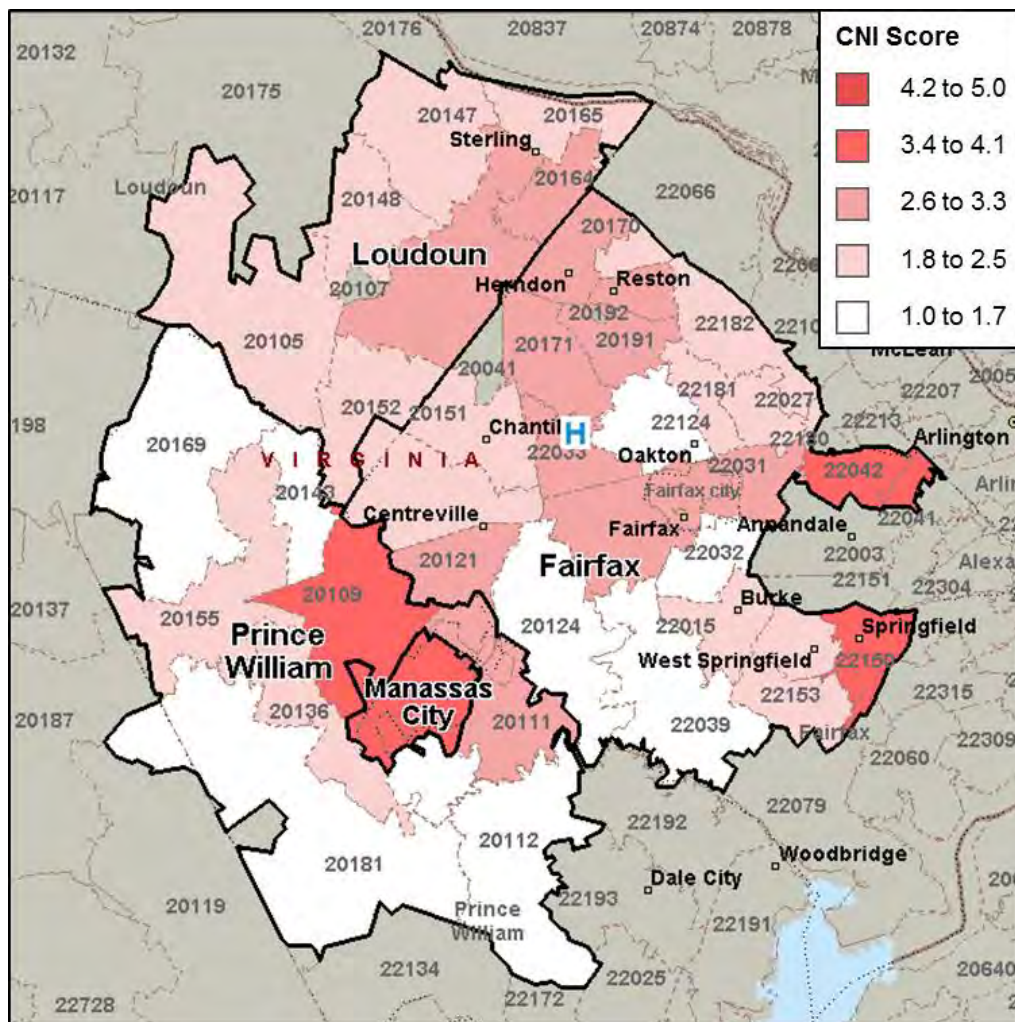 CNI Score
4.2 to 5.0
3.4 to 4.1
2.6 to 3.3
1.8 to 2.5
1.0 to 1.7
20132
20176
20837
20874
20878
20175
20147
20165
Sterling
20164
20117
Loudoun
20148
22066
20170
Loudoun
20107
Herndon
Reston
20192
22182
20105
20171
20191
20041
McLean
22207
22181
22027
20152
20151
22124
22213
198
20169
Chantil
H
22033
Oakton
22180
Arlington
VIRGINIA
22031
22042
20143
Fairfax city
Centreville
Fairfax
Annandale
22041
20121
22032
22003
Fairfax
22151
22304
20137
20109
Burke
20155
20124
22015
Springfield
Prince
William
West Springfield
22150
Manassas
City
22153
22315
20187
20136
20111
22039
Fairfax
22309
22060
22079
22192
20181
20112
Woodbridge
Dale City
22193
20119
Prince
William
22191
22134
22025
20640
22728
22172